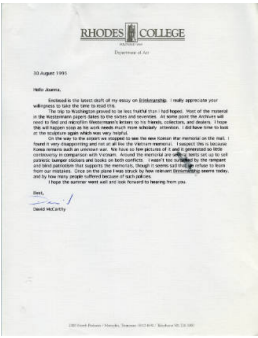 RHODES COLLEGE
Department of Art
30 August 1995
Hello Joanna,
Enclosed is the latest draft of my essay on Brinkmanship. I really appreciate your
willingness to take the time to read this.
The trip to Washington proved to be less fruitful than I had hoped. Most of the material
in the Westermann papers dates to the sixties and seventies. At some point the Archives will
need to find and microfilm Westermann's letters to his friends, collectors, and dealers. I hope
this will happen soon as his work needs much more scholarly attention. I did have time to look
at the sculpture again which was very helpful.
On the way to the airport we stopped to see the new Korean War memorial on the mall. I
found it very disappointing and not at all like the Vietnam memorial. I suspect this is because
Korea remains such an unknown war. We have so few pictures of it and it generated so little
controversy in comparison with Vietnam. Around the memorial are tents set up to sell
patriotic bumper stickers and books on both conflicts. I wasn't too surprised by the rampant
and blind patriotism that supports the memorials, though it seems sad that we refuse to learn
from our mistakes. Once on the plane I was struck by how relevant Brinkmanship seems today,
and by how many people suffered because of such policies.
I hope the summer went well and look forward to hearing from you.
Best,
David
David McCarthy